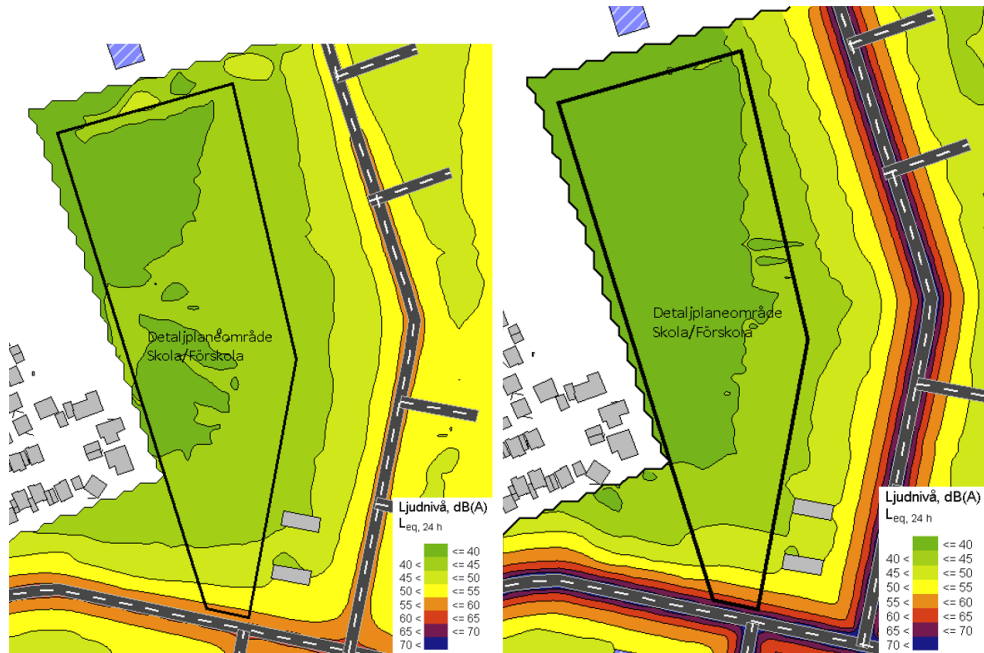 Detaljplaneområde
Skola/Förskola
Ljudnivå, dB(A)
Leq, 24 h
<= 40
40 < <= 45
45 < <= 50
50 < <= 55
55 < <= 60
60 < <= 65
65 < <= 70
70 <
Detaljplaneområde
Skola/Förskola
Ljudnivå, dB(A)
Leq, 24 h
<= 40
40 < <= 45
45 < <= 50
50 < <= 55
55 < <= 60
60 < <= 65
65 < <= 70
70 <